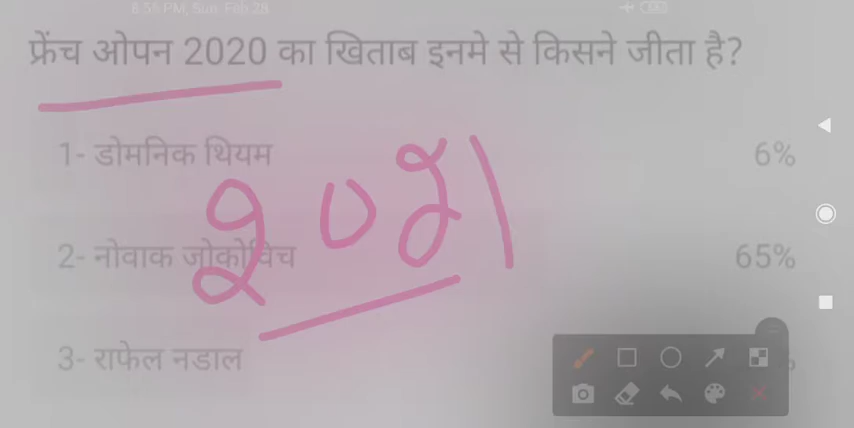 8:55 PM, Sun, Feb 28
फ्रेंच ओपन 2020 का खिताब इनमे से किसने जीता है?
1- डोमनिक थियम 6%
2021
2- नोवाक जोकोविच 65%
3- राफेल नडाल